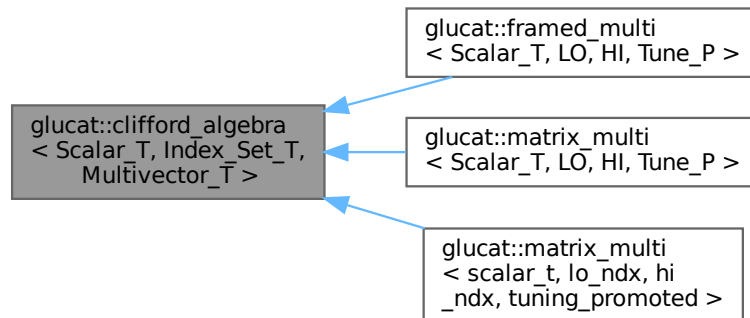 glucat::framed_multi
< Scalar_T, LO, HI, Tune_P >
glucat::clifford_algebra
< Scalar_T, Index_Set_T,
Multivector_T >
glucat::matrix_multi
< Scalar_T, LO, HI, Tune_P >
glucat::matrix_multi
< scalar_t, lo_ndx, hi
_ndx, tuning_promoted >